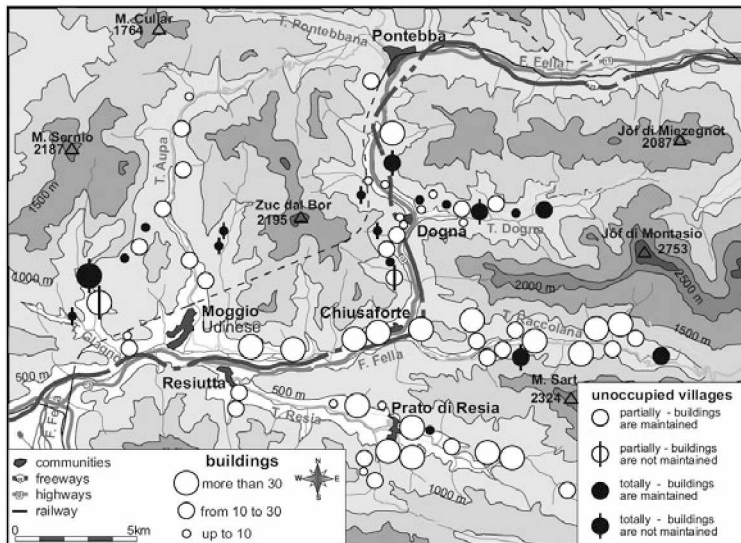 M. Cullar
1764
T. Pontebbana
Pontebba
F. Fella
M. Sernio
2187
T. Àupa
Jôf di Miezegnot
2087
1500 m
Zuc dal Bor
2195
Dogna
T. Dogna
Jôf di Montasio
2753
2500 m
2000 m
1000 m
Moggio
Udinese
Chiusaforte
T. Raccolana
1500 m
T. Glagnò
500 m
F. Fella
Resiutta
M. Sart
2324
500 m
F. Fella
T. Resia
Prato di Resia
1000 m
communities
freeways
highways
railway
0 5km
buildings
more than 30
from 10 to 30
up to 10
N
W E
S
unoccupied villages
partially - buildings
are maintained
partially - buildings
are not maintained
totally - buildings
are maintained
totally - buildings
are not maintained